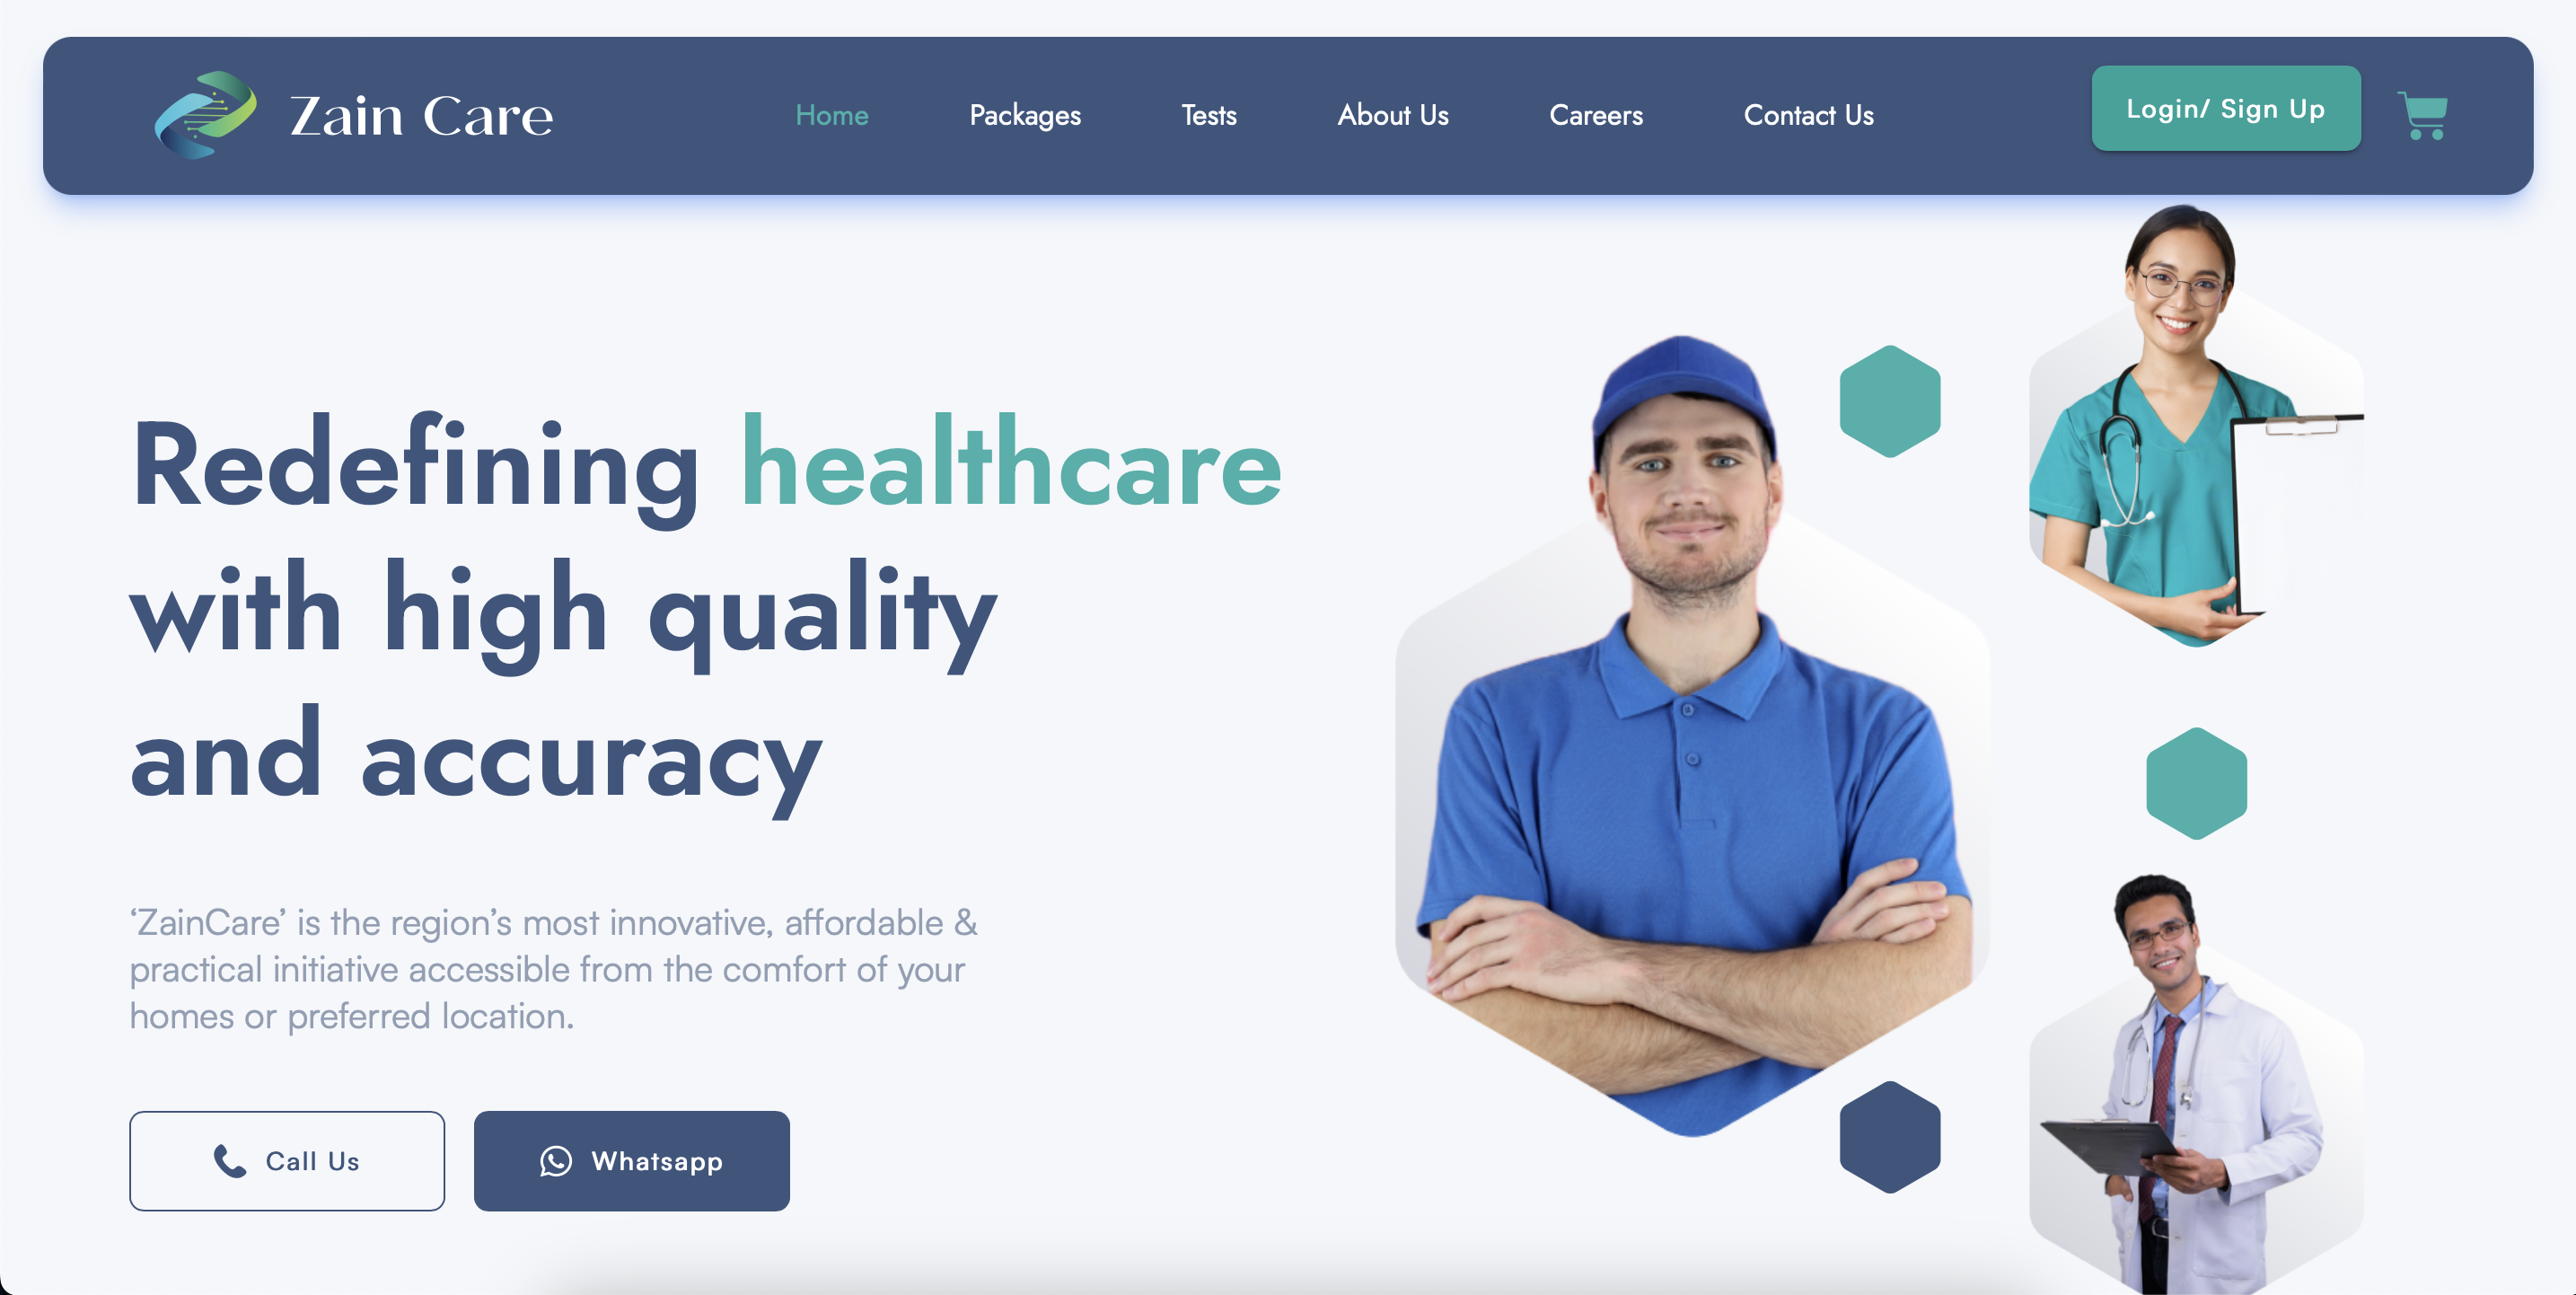 Zain Care
Home
Packages
Tests
About Us
Careers
Contact Us
Login/ Sign Up
Redefining healthcare
with high quality
and accuracy
‘ZainCare’ is the region’s most innovative, affordable &
practical initiative accessible from the comfort of your
homes or preferred location.
Call Us
Whatsapp